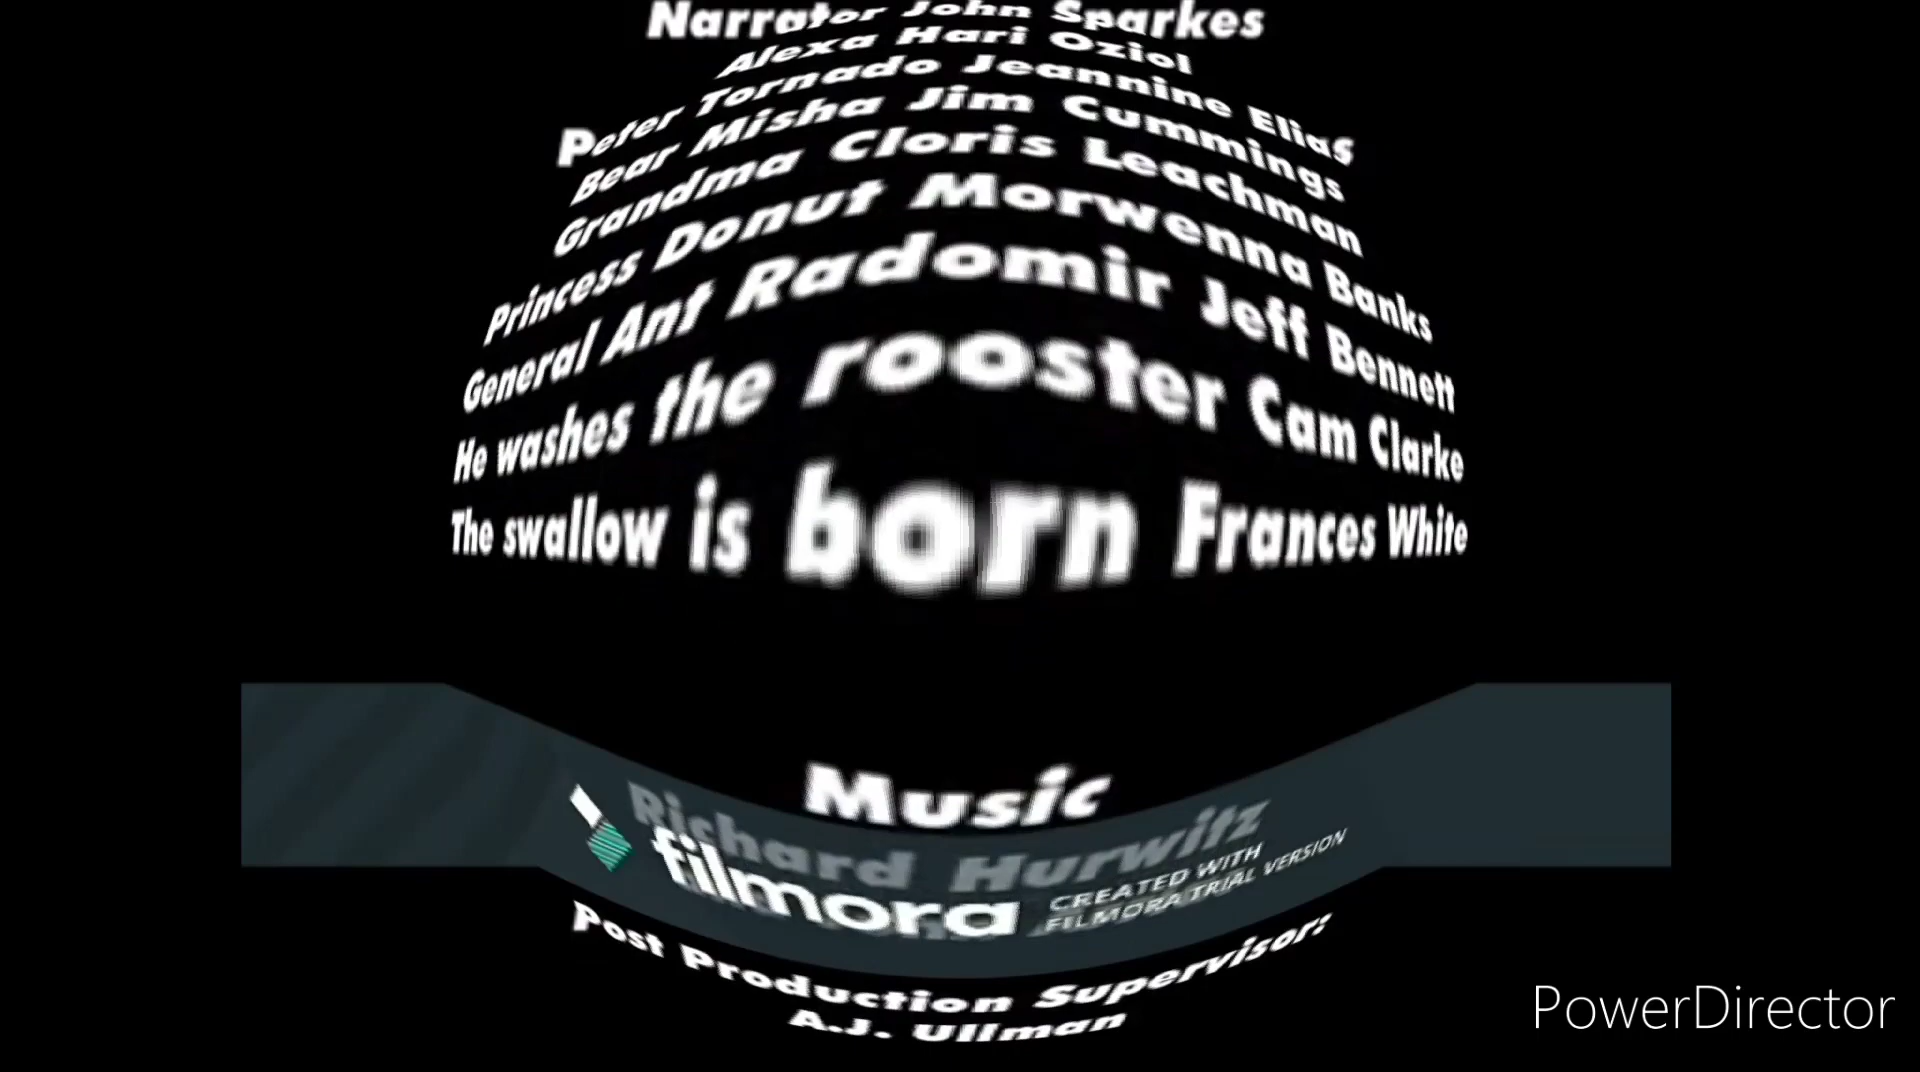 Narrator John Sparkes
Alexa Hari Oziol
Peter Tornado Jeannine Elias
Bear Misha Jim Cummings
Grandma Cloris Leachman
Princess Donut Morwenna Banks
General Ant Radomir Jeff Bennett
He washes the rooster Cam Clarke
The swallow is born Frances White
Music
Richard Hurwitz
filmora
CREATED WITH
FILMORA TRIAL VERSION
Post Production Supervisor:
A.J. Ullman
PowerDirector